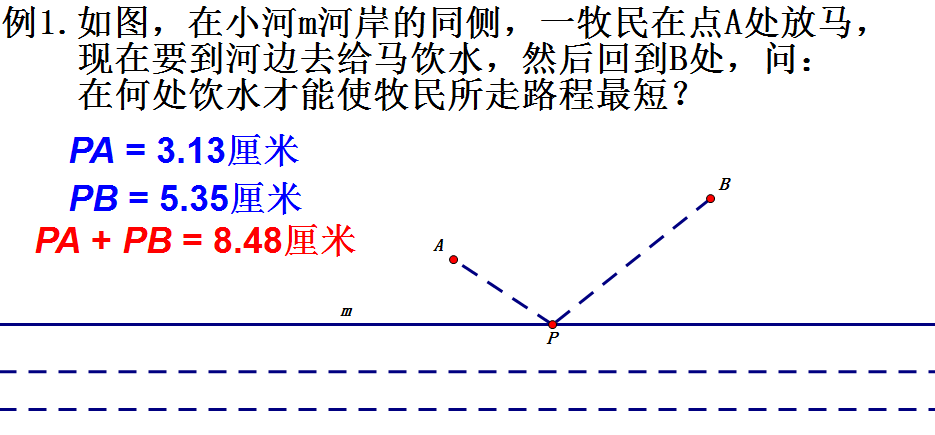 例1.如图，在小河m河岸的同侧，一牧民在点A处放马，
现在要到河边去给马饮水，然后回到B处，问：
在何处饮水才能使牧民所走路程最短？
PA = 3.13厘米
PB = 5.35厘米
PA + PB = 8.48厘米
B
A
m
P